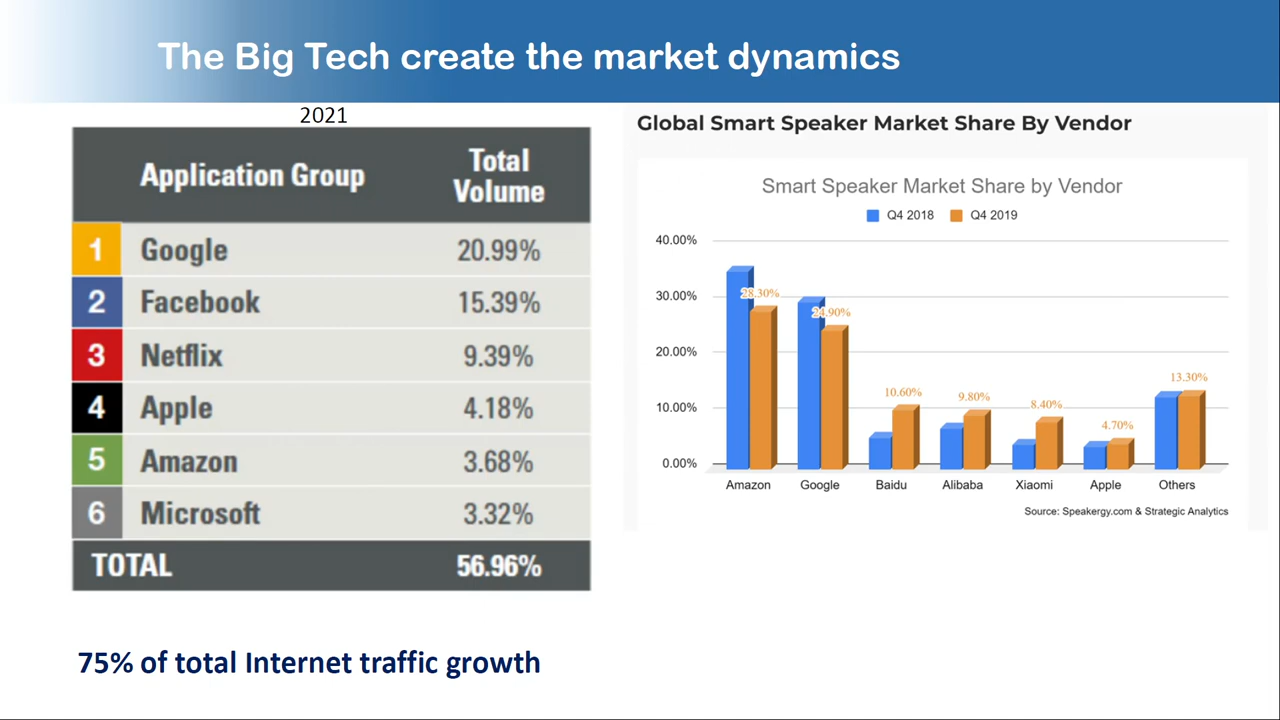 The Big Tech create the market dynamics
2021
Application Group
Total
Volume
1 Google 20.99%
2 Facebook 15.39%
3 Netflix 9.39%
4 Apple 4.18%
5 Amazon 3.68%
6 Microsoft 3.32%
TOTAL 56.96%
75% of total Internet traffic growth
Global Smart Speaker Market Share By Vendor
Smart Speaker Market Share by Vendor
Q4 2018 Q4 2019
40.00%
30.00%
20.00%
10.00%
0.00%
28.30%
24.90%
10.60%
9.80%
8.40%
4.70%
13.30%
Amazon Google Baidu Alibaba Xiaomi Apple Others
Source: Speakergy.com & Strategic Analytics